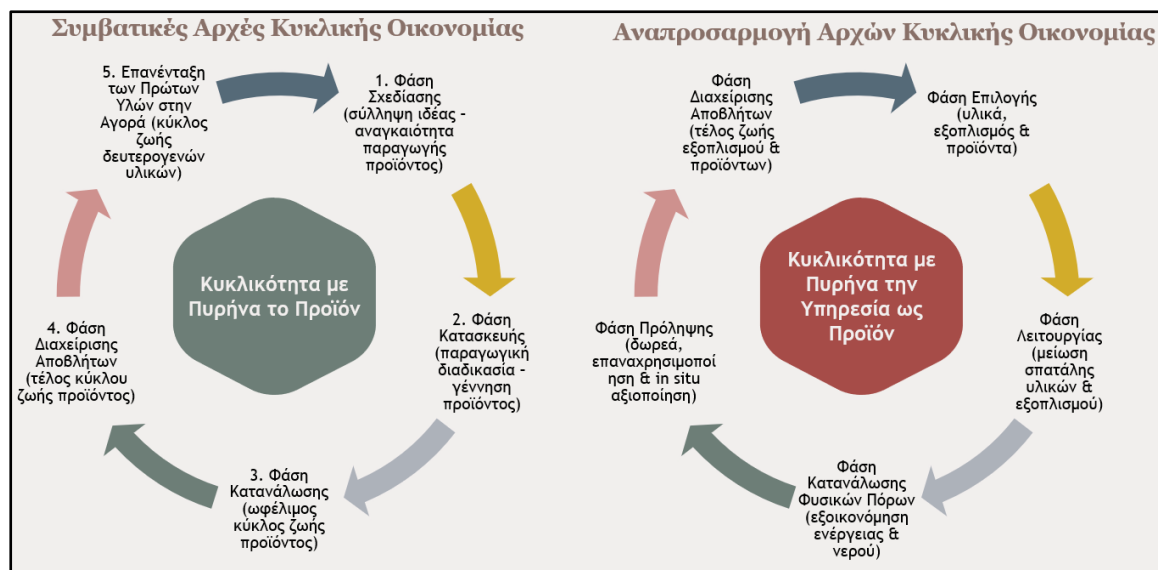 Συμβατικές Αρχές Κυκλικής Οικονομίας
5. Επανένταξη
των Πρώτων
Υλών στην
Αγορά (κύκλος
ζωής
δευτερογενών
υλικών)
1. Φάση
Σχεδίασης
(σύλληψη ιδέας –
αναγκαιότητα
παραγωγής
προϊόντος)
Κυκλικότητα με
Πυρήνα το Προϊόν
2. Φάση
Κατασκευής
(παραγωγική
διαδικασία –
γέννηση
προϊόντος)
3. Φάση
Κατανάλωσης
(ωφέλιμος
κύκλος ζωής
προϊόντος)
4. Φάση
Διαχείρισης
Αποβλήτων
(τέλος κύκλου
ζωής προϊόντος)
Αναπροσαρμογή Αρχών Κυκλικής Οικονομίας
Φάση
Διαχείρισης
Αποβλήτων
(τέλος ζωής
εξοπλισμού &
προϊόντων)
Φάση Επιλογής
(υλικά,
εξοπλισμός &
προϊόντα)
Κυκλικότητα με
Πυρήνα την
Υπηρεσία ως
Προϊόν
Φάση
Λειτουργίας
(μείωση
σπατάλης
υλικών &
εξοπλισμού)
Φάση
Κατανάλωσης
Φυσικών Πόρων
(εξοικονόμηση
ενέργειας &
νερού)
Φάση Πρόληψης
(δωρεά,
επαναχρησιμοποί
ηση & in situ
αξιοποίηση)